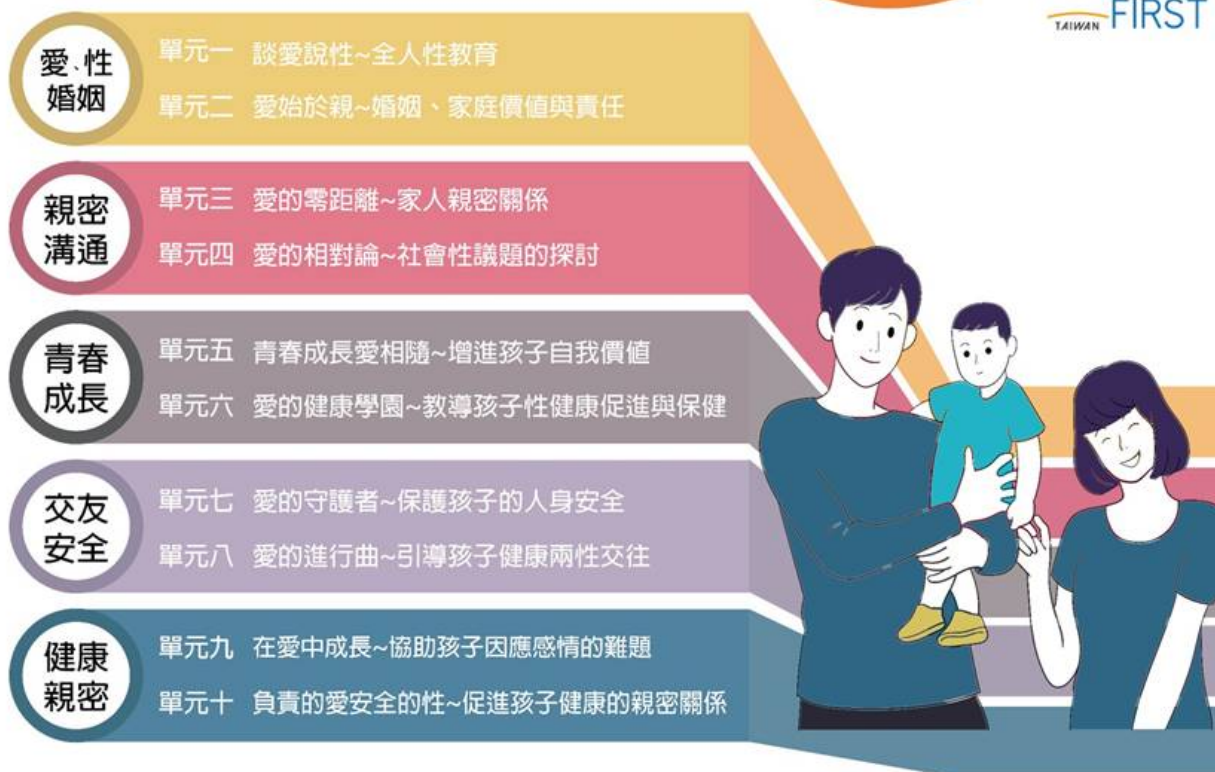 TAIWAN FIRST
愛、性
婚姻
單元一 談愛說性~全人性教育
單元二 愛始於親~婚姻、家庭價值與責任
親密
溝通
單元三 愛的零距離~家人親密關係
單元四 愛的相對論~社會性議題的探討
青春
成長
單元五 青春成長愛相隨~增進孩子自我價值
單元六 愛的健康學園~教導孩子性健康促進與保健
交友
安全
單元七 愛的守護者~保護孩子的人身安全
單元八 愛的進行曲~引導孩子健康兩性交往
健康
親密
單元九 在愛中成長~協助孩子因應感情的難題
單元十 負責的愛安全的性~促進孩子健康的親密關係